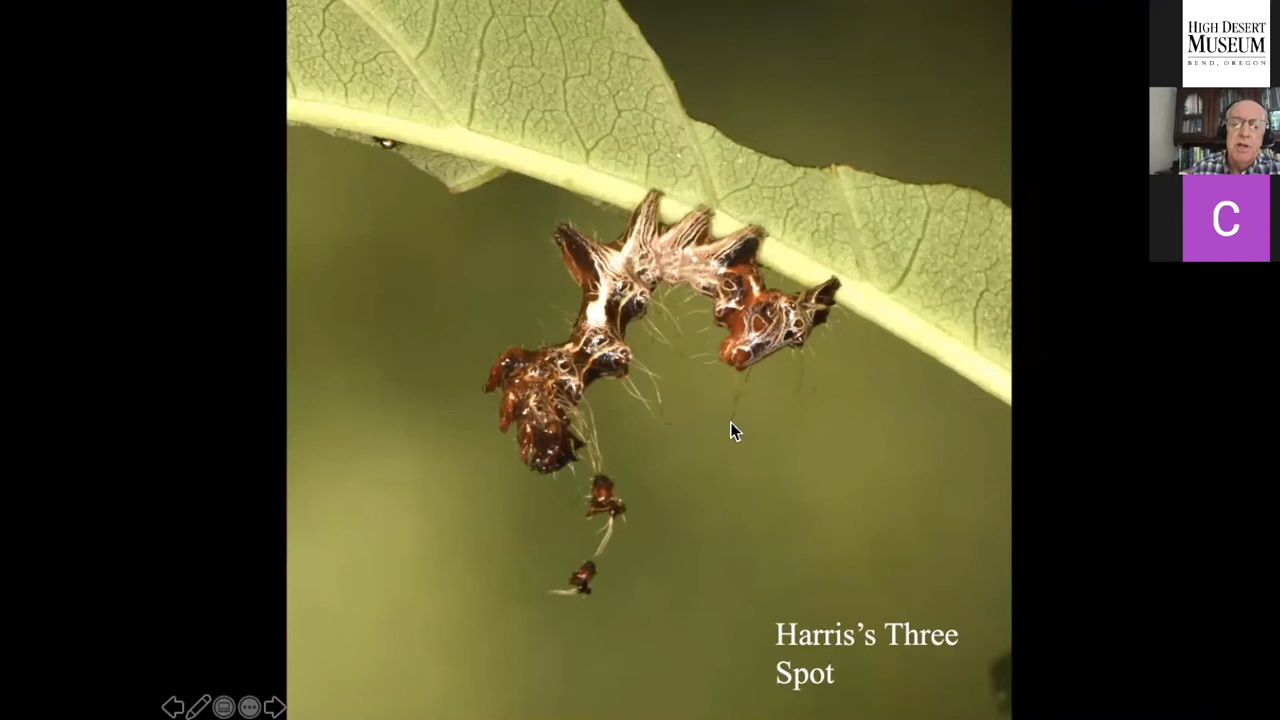 HIGH DESERT
MUSEUM
BEND, OREGON
C
Harris's Three
Spot